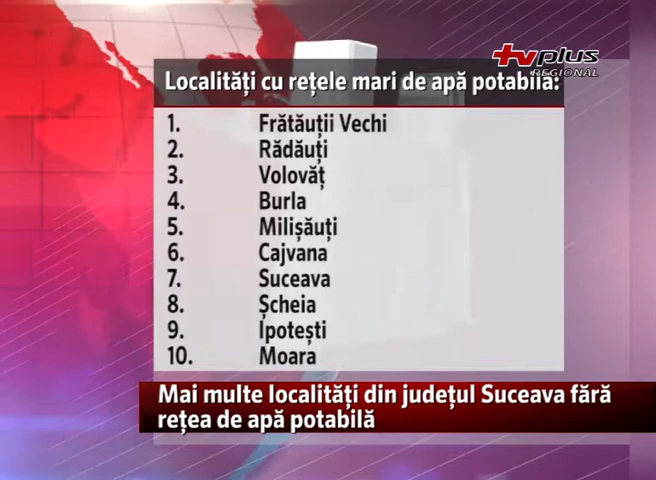 tvplus
REGIONAL
Localități cu rețele mari de apă potabilă:
1. Frătăuții Vechi
2. Rădăuți
3. Volovăț
4. Burla
5. Milișăuți
6. Cajvana
7. Suceava
8. Șcheia
9. Ipotești
10. Moara
Mai multe localități din județul Suceava fără
rețea de apă potabilă